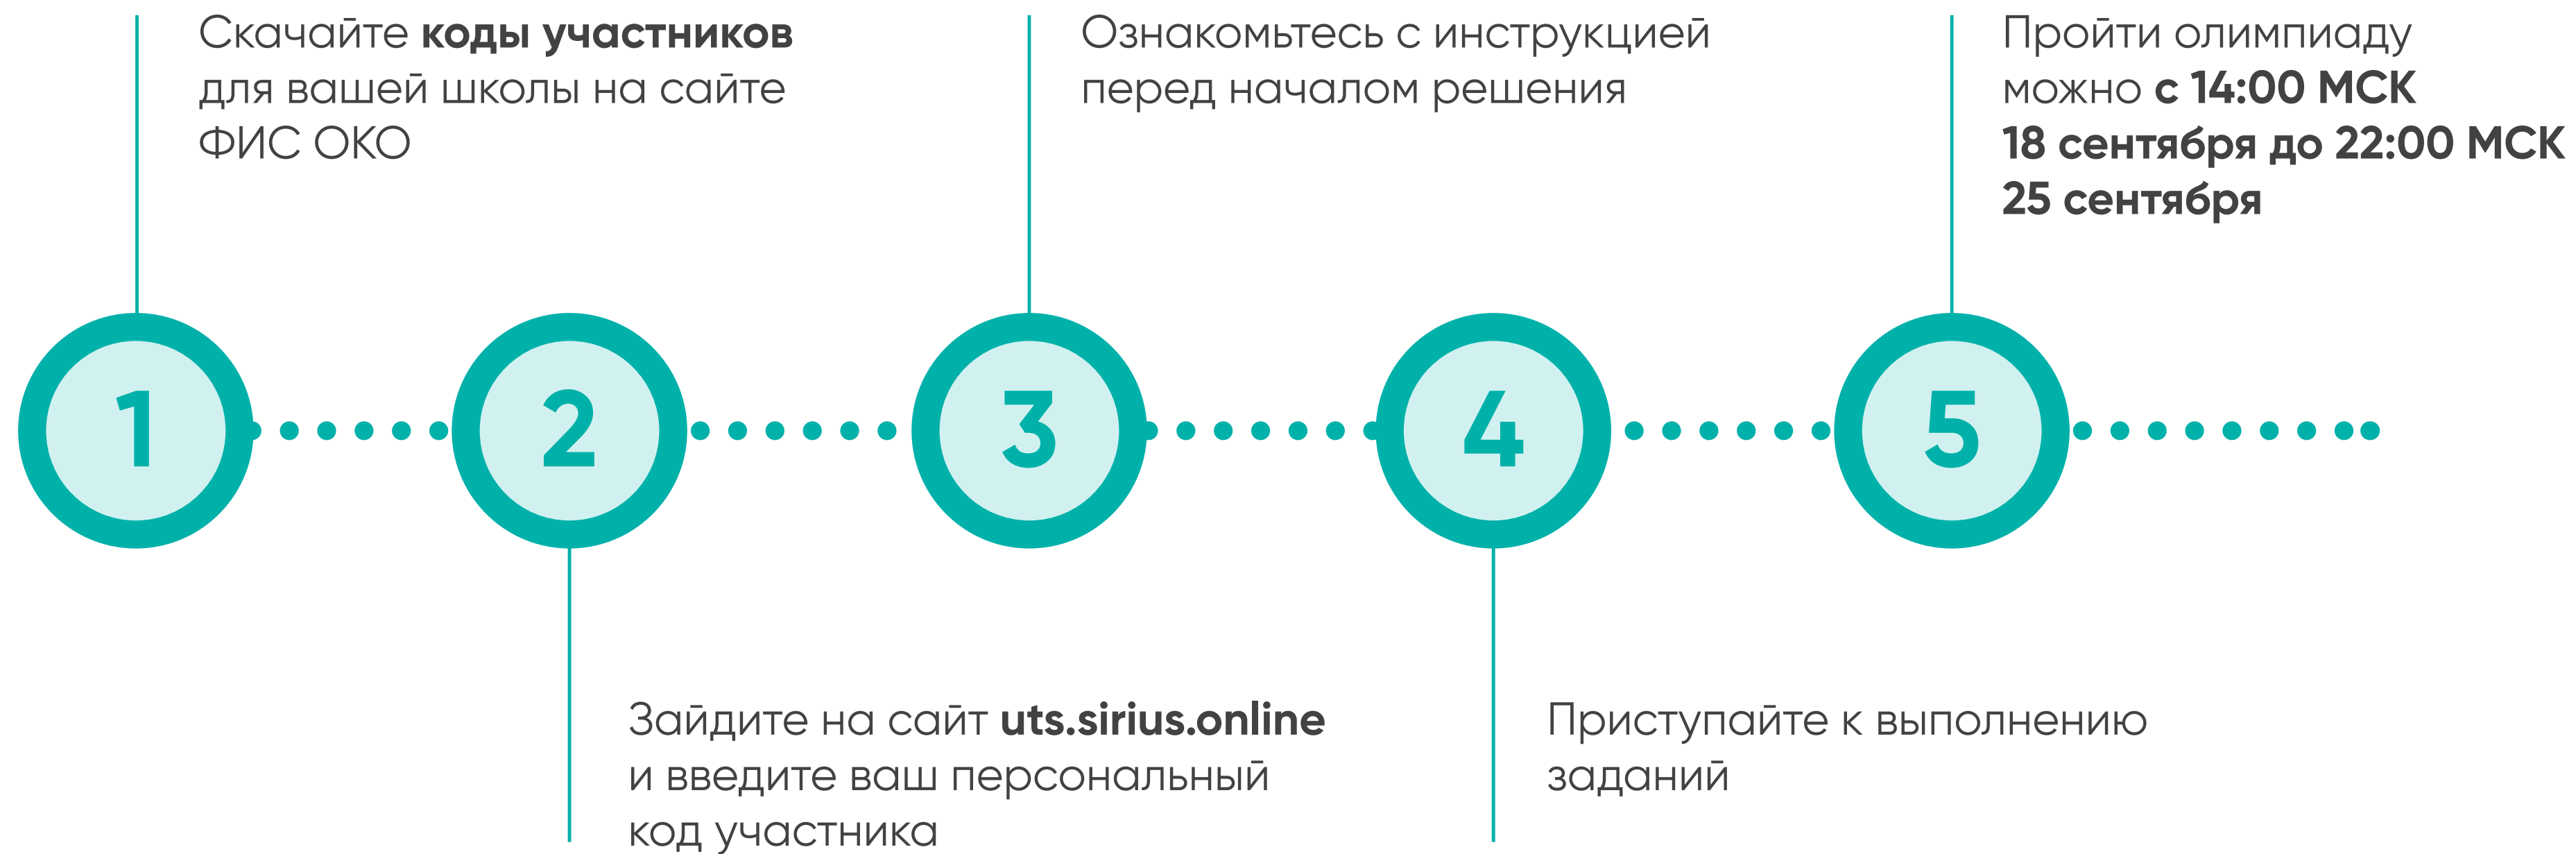 Скачайте коды участников
для вашей школы на сайте
ФИС ОКО
Ознакомьтесь с инструкцией
перед началом решения
Пройти олимпиаду
можно с 14:00 МСК
18 сентября до 22:00 МСК
25 сентября
1
2
3
4
5
Зайдите на сайт uts.sirius.online
и введите ваш персональный
код участника
Приступайте к выполнению
заданий